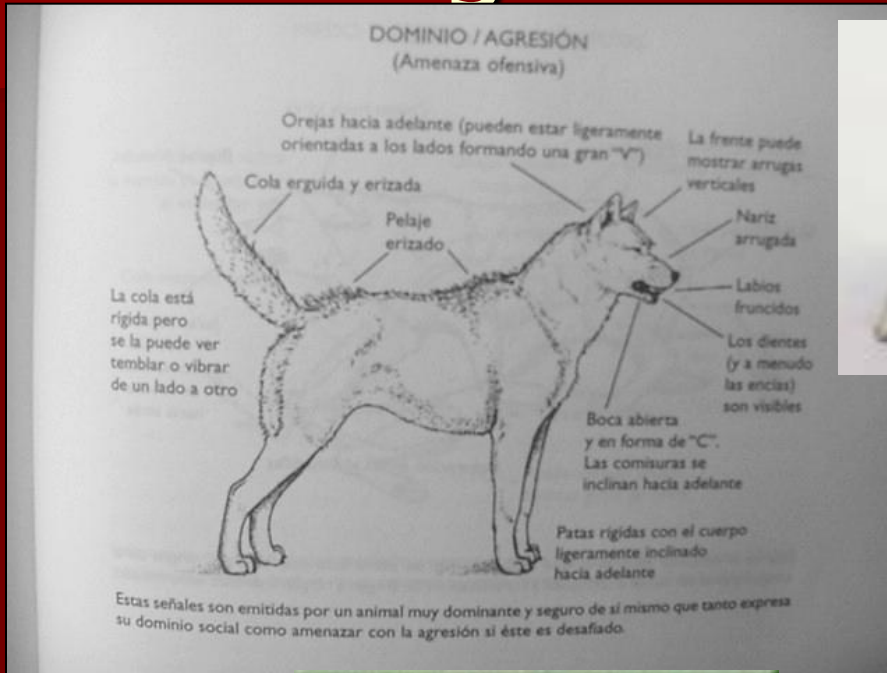 DOMINIO / AGRESIÓN
(Amenaza ofensiva)
Orejas hacia adelante (pueden estar ligeramente
orientadas a los lados formando una gran "V")
La frente puede
mostrar arrugas
verticales
Cola erguida y erizada
Pelaje
erizado
Nariz
arrugada
La cola está
rígida pero
se la puede ver
temblar o vibrar
de un lado a otro
Labios
fruncidos
Los dientes
(y a menudo
las encías)
son visibles
Boca abierta
y en forma de "C".
Las comisuras se
inclinan hacia adelante
Patas rígidas con el cuerpo
ligeramente inclinado
hacia adelante
Estas señales son emitidas por un animal muy dominante y seguro de sí mismo que tanto expresa
su dominio social como amenazar con la agresión si éste es desafiado.